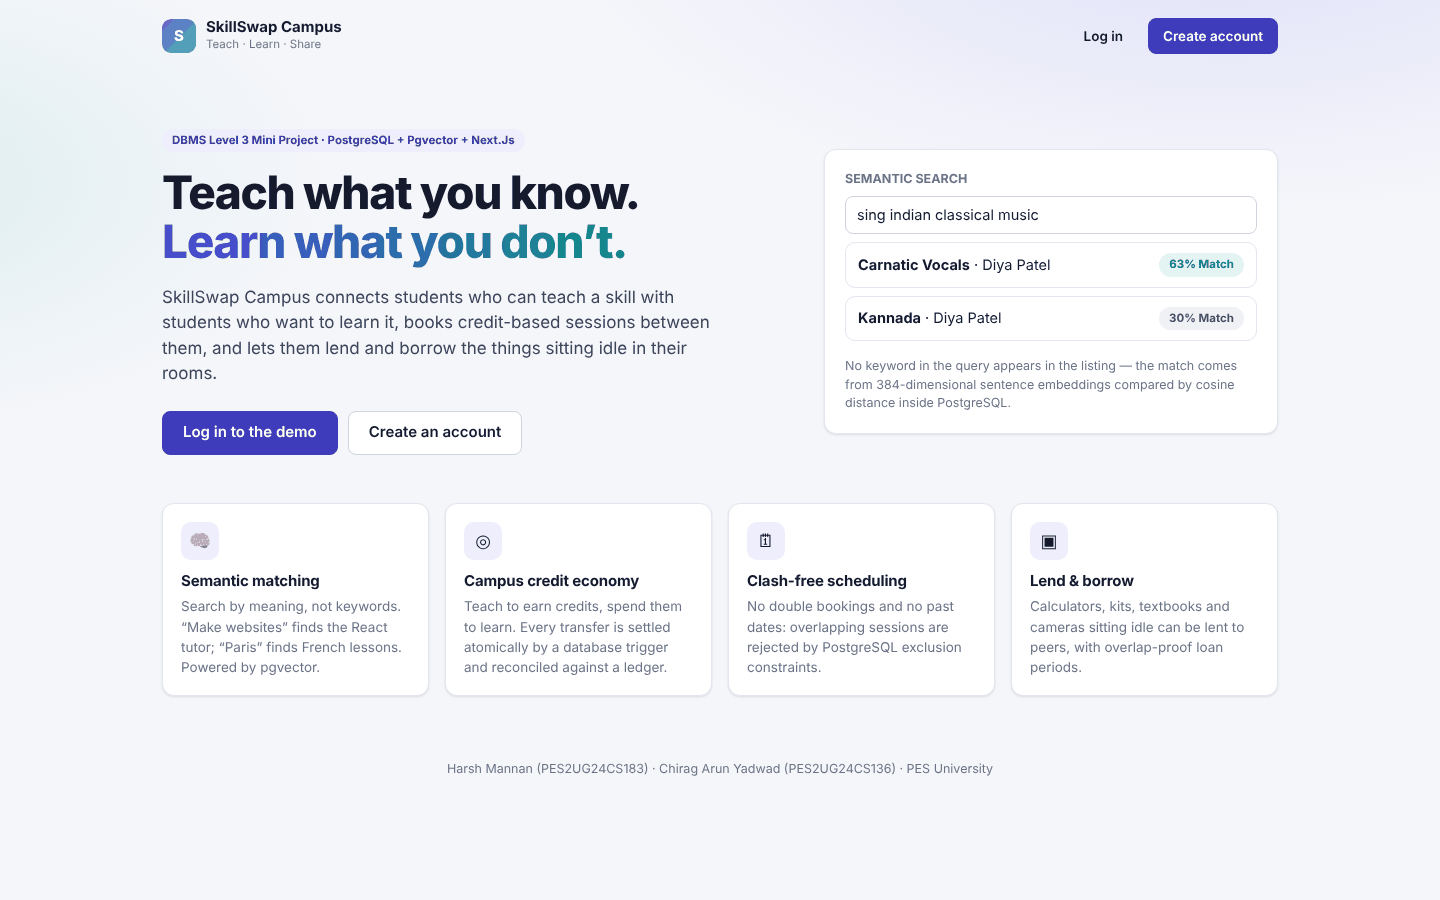 S
SkillSwap Campus
Teach · Learn · Share
Log in
Create account
DBMS Level 3 Mini Project · PostgreSQL + Pgvector + Next.Js
Teach what you know.
Learn what you don’t.
SkillSwap Campus connects students who can teach a skill with
students who want to learn it, books credit-based sessions between
them, and lets them lend and borrow the things sitting idle in their
rooms.
Log in to the demo
Create an account
SEMANTIC SEARCH
sing indian classical music
Carnatic Vocals · Diya Patel
63% Match
Kannada · Diya Patel
30% Match
No keyword in the query appears in the listing — the match comes
from 384-dimensional sentence embeddings compared by cosine
distance inside PostgreSQL.
Semantic matching
Search by meaning, not keywords.
“Make websites” finds the React
tutor; “Paris” finds French lessons.
Powered by pgvector.
Campus credit economy
Teach to earn credits, spend them
to learn. Every transfer is settled
atomically by a database trigger
and reconciled against a ledger.
Clash-free scheduling
No double bookings and no past
dates: overlapping sessions are
rejected by PostgreSQL exclusion
constraints.
Lend & borrow
Calculators, kits, textbooks and
cameras sitting idle can be lent to
peers, with overlap-proof loan
periods.
Harsh Mannan (PES2UG24CS183) · Chirag Arun Yadwad (PES2UG24CS136) · PES University